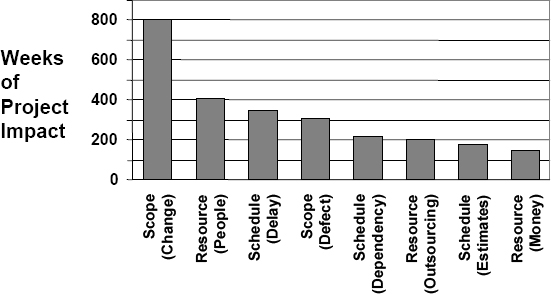 Weeks
of
Project
Impact
800
600
400
200
0
Scope
(Change)
Resource
(People)
Schedule
(Delay)
Scope
(Defect)
Schedule
(Dependency)
Resource
(Outsourcing)
Schedule
(Estimates)
Resource
(Money)